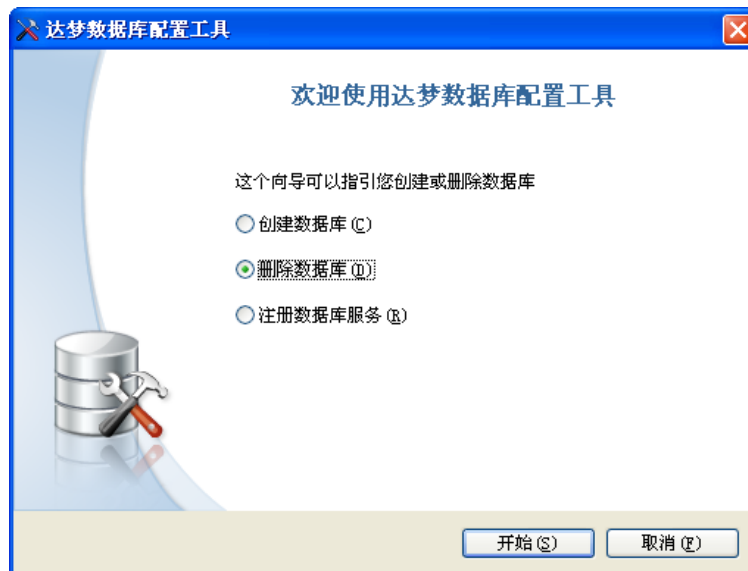 达梦数据库配置工具
欢迎使用达梦数据库配置工具
这个向导可以指引您创建或删除数据库
创建数据库(C)
删除数据库(D)
注册数据库服务(R)
开始(S)
取消(F)